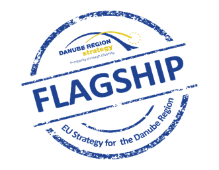 DANUBE REGION
strategy
FLAGSHIP
EU Strategy for the Danube Region